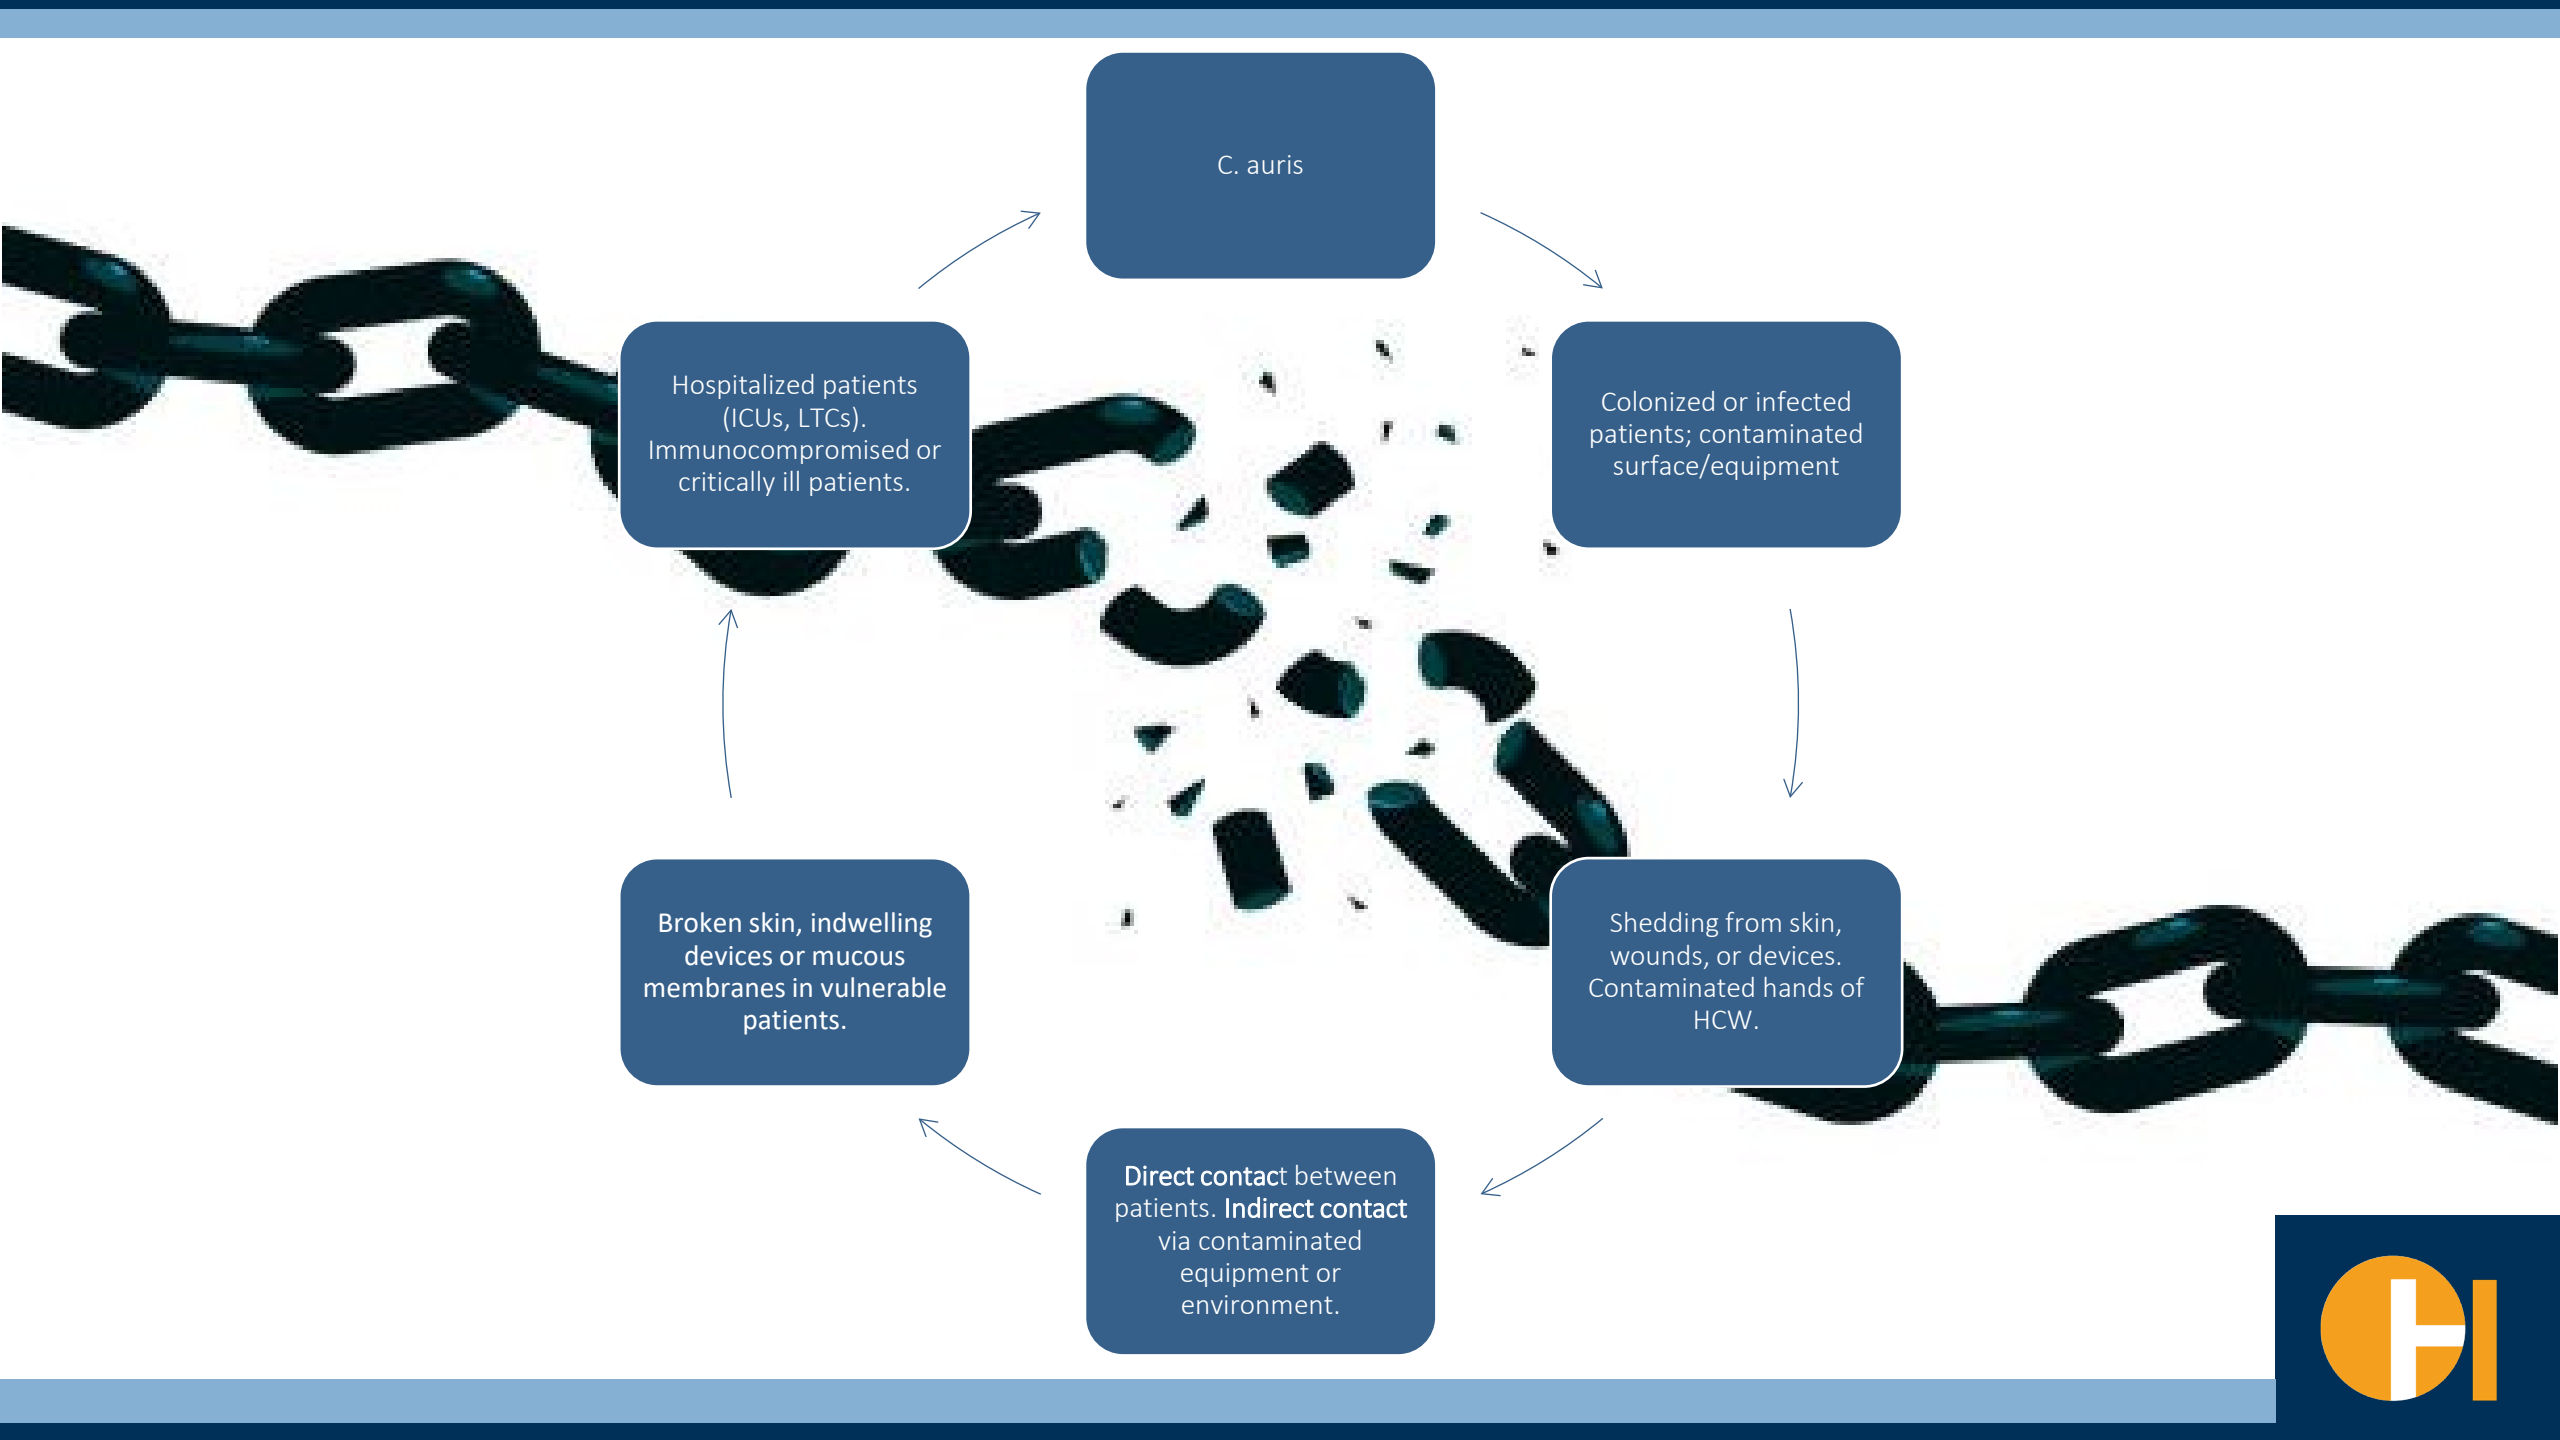 C. auris
Colonized or infected
patients; contaminated
surface/equipment
Shedding from skin,
wounds, or devices.
Contaminated hands of
HCW.
Direct contact between
patients. Indirect contact
via contaminated
equipment or
environment.
Broken skin, indwelling
devices or mucous
membranes in vulnerable
patients.
Hospitalized patients
(ICUs, LTCs).
Immunocompromised or
critically ill patients.